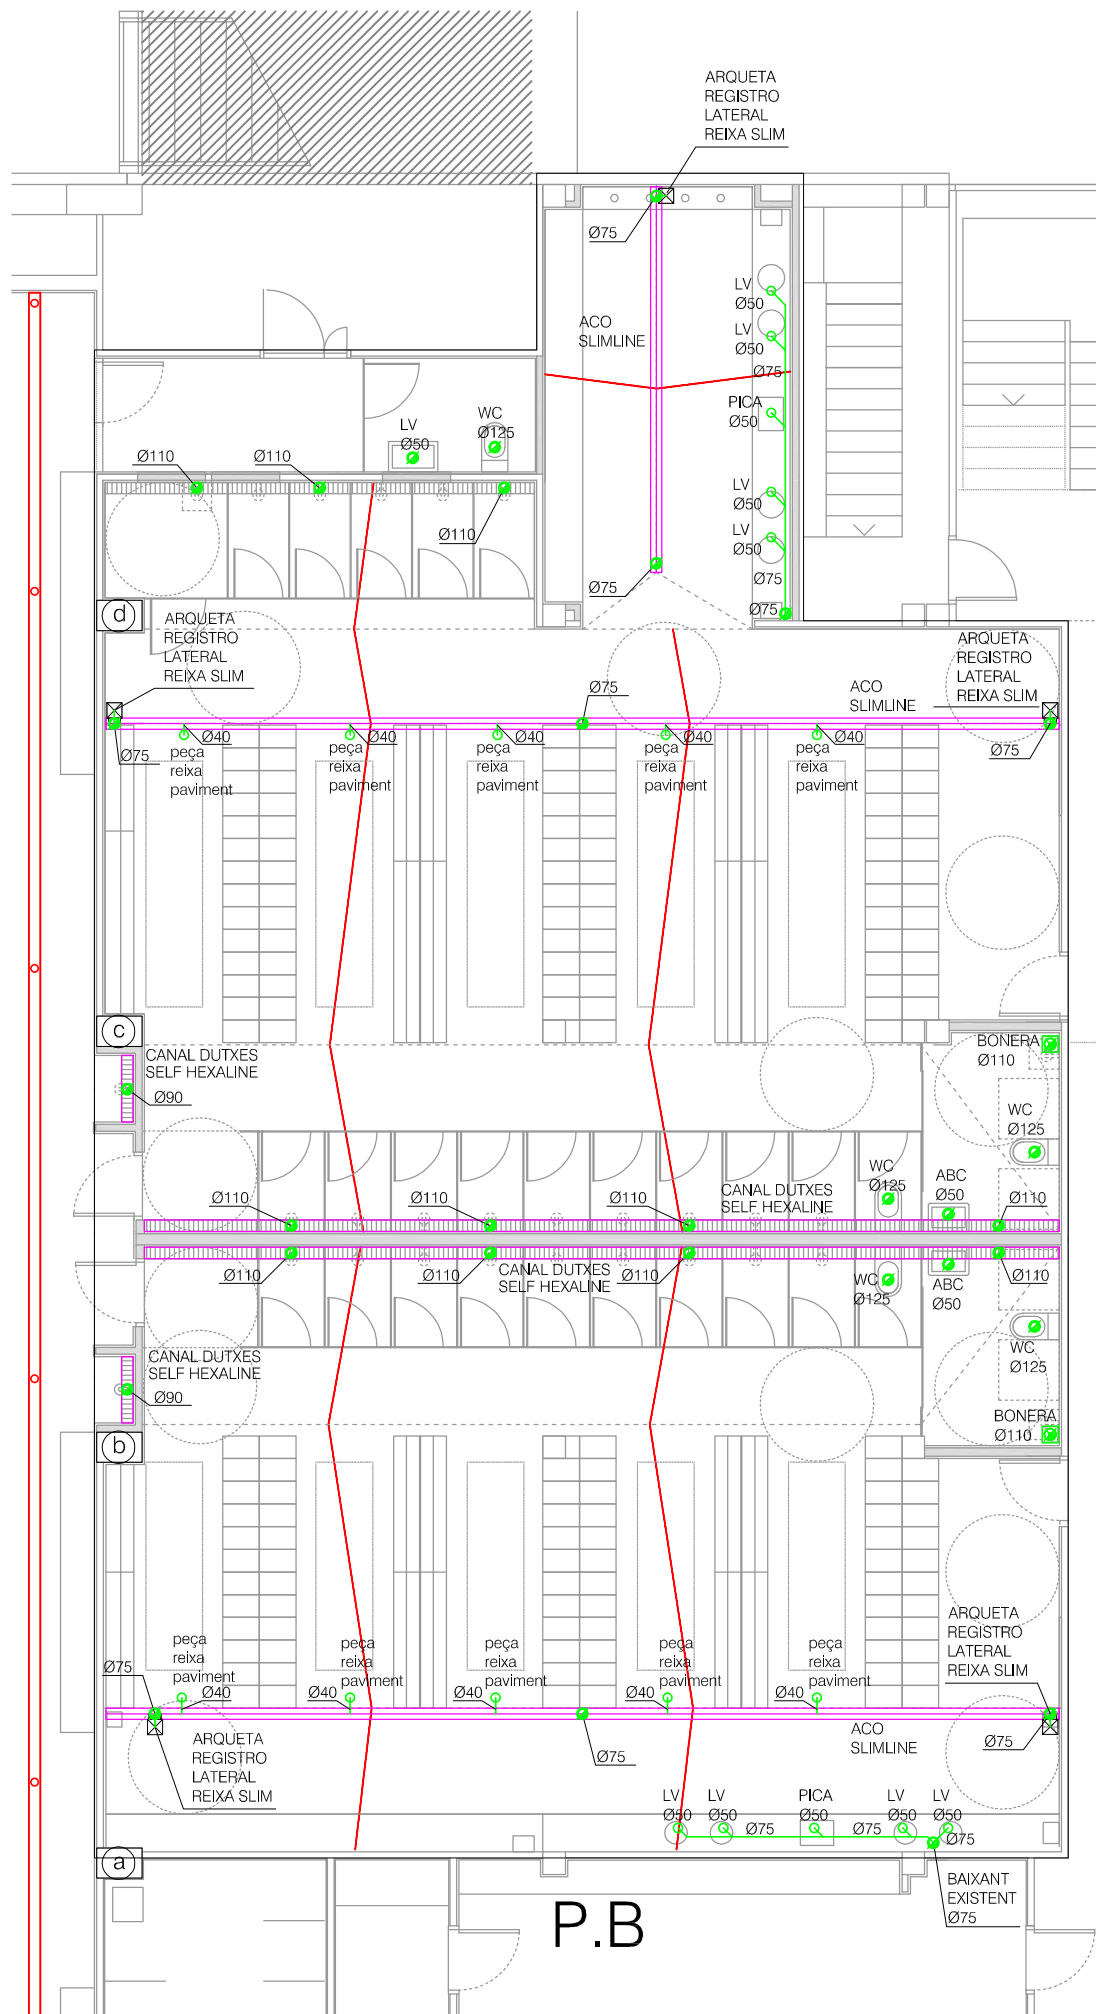 ARQUETA
REGISTRO
LATERAL
REIXA SLIM
Ø75
LV
Ø50
ACO
SLIMLINE
LV
Ø50
Ø75
PICA
Ø50
LV
Ø50
WC
Ø125
Ø110
Ø110
Ø110
LV
Ø50
LV
Ø50
Ø75
Ø75
Ø75
d
ARQUETA
REGISTRO
LATERAL
REIXA SLIM
ARQUETA
REGISTRO
LATERAL
REIXA SLIM
Ø75
ACO
SLIMLINE
Ø75
Ø40
peça
reixa
paviment
Ø40
peça
reixa
paviment
Ø40
peça
reixa
paviment
Ø40
peça
reixa
paviment
Ø40
peça
reixa
paviment
Ø75
c
CANAL DUTXES
SELF HEXALINE
Ø90
BONERA
Ø110
WC
Ø125
WC
Ø125
ABC
Ø50
CANAL DUTXES
SELF HEXALINE
Ø110
Ø110
Ø110
Ø110
Ø110
Ø110
CANAL DUTXES
SELF HEXALINE
Ø110
WC
Ø125
ABC
Ø50
Ø110
CANAL DUTXES
SELF HEXALINE
Ø90
WC
Ø125
BONERA
Ø110
b
ARQUETA
REGISTRO
LATERAL
REIXA SLIM
Ø75
peça
reixa
paviment
Ø40
peça
reixa
paviment
Ø40
peça
reixa
paviment
Ø40
peça
reixa
paviment
Ø40
peça
reixa
paviment
Ø40
ARQUETA
REGISTRO
LATERAL
REIXA SLIM
Ø75
ACO
SLIMLINE
Ø75
LV
Ø50
LV
Ø50
Ø75
PICA
Ø50
Ø75
LV
Ø50
LV
Ø50
Ø75
a
BAIXANT
EXISTENT
Ø75
P.B